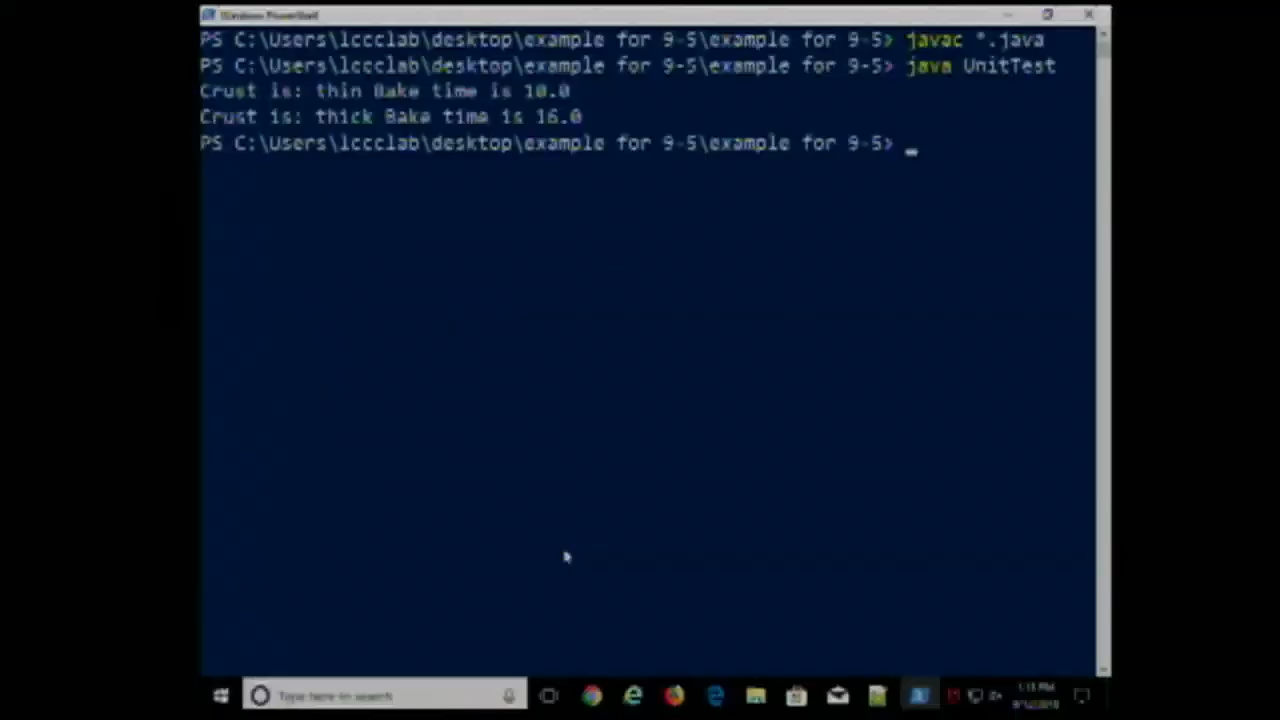 Windows PowerShell
PS C:\Users\lccclab\desktop\example for 9-5\example for 9-5> javac *.java
PS C:\Users\lccclab\desktop\example for 9-5\example for 9-5> java UnitTest
Crust is: thin Bake time is 10.0
Crust is: thick Bake time is 16.0
PS C:\Users\lccclab\desktop\example for 9-5\example for 9-5>
Type here to search